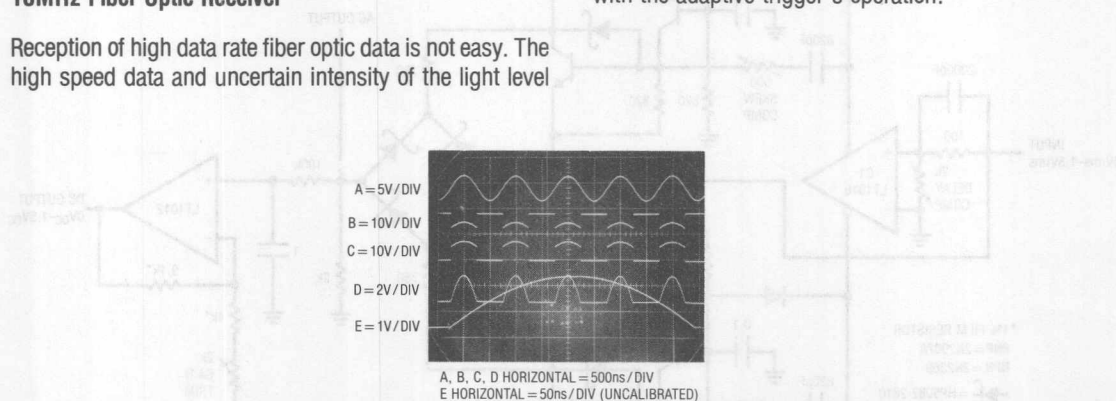 10MHz Fiber Optic Receiver
with the adaptive trigger's operation.
Reception of high data rate fiber optic data is not easy. The
high speed data and uncertain intensity of the light level
A = 5V/DIV
B = 10V/DIV
C = 10V/DIV
D = 2V/DIV
E = 1V/DIV
A, B, C, D HORIZONTAL = 500ns/DIV
E HORIZONTAL = 50ns/DIV (UNCALIBRATED)